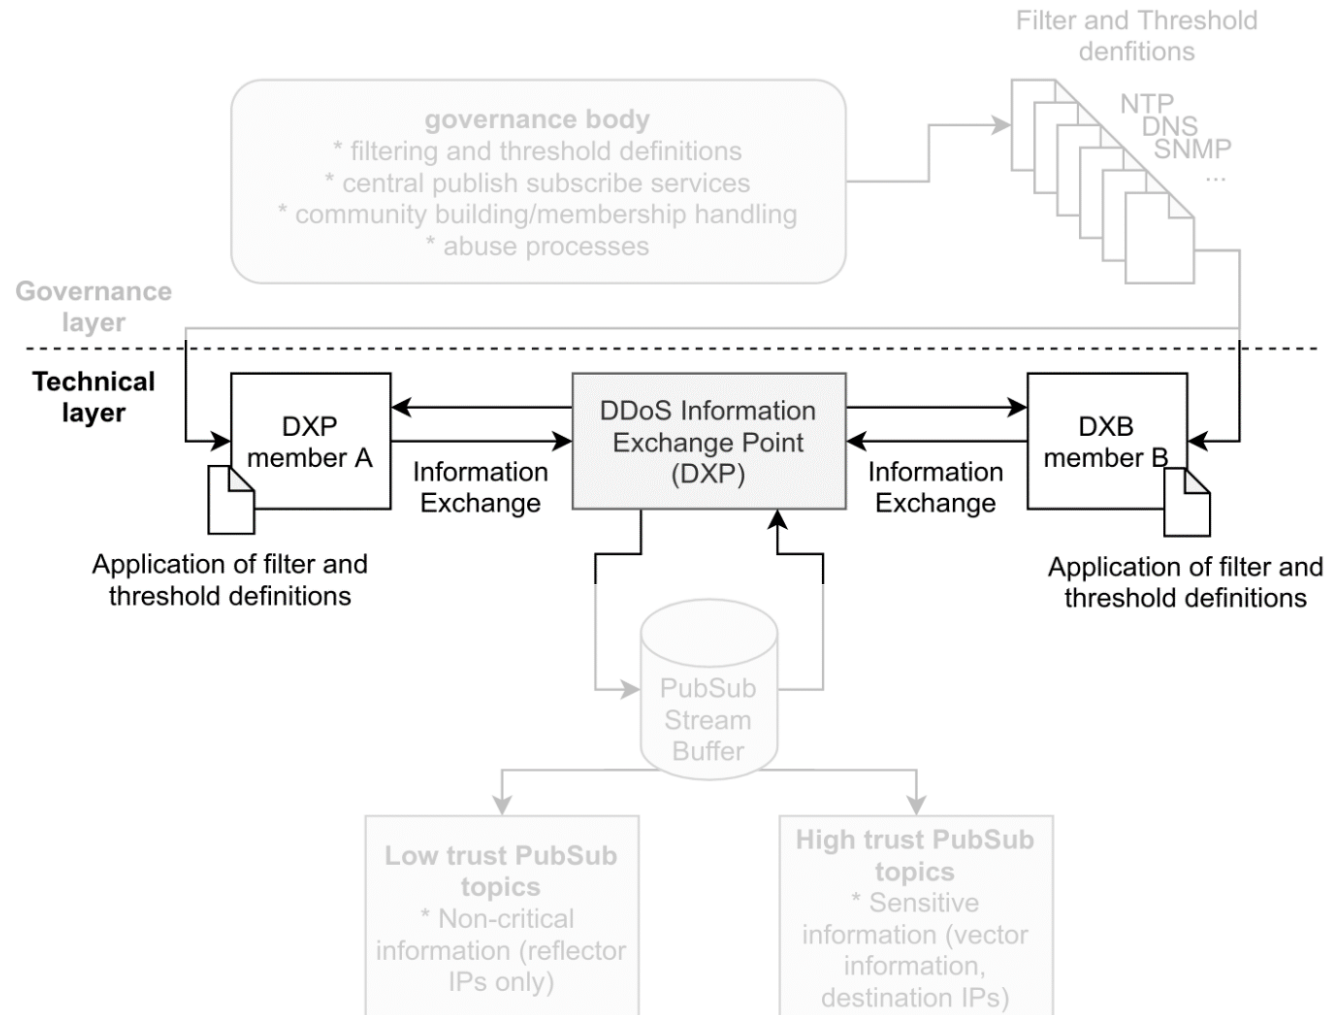 Filter and Threshold
denfitions
governance body
* filtering and threshold definitions
* central publish subscribe services
* community building/membership handling
* abuse processes
NTP
DNS
SNMP
...
Governance
layer
Technical
layer
DXP
member A
Information
Exchange
DDoS Information
Exchange Point
(DXP)
Information
Exchange
DXB
member B
Application of filter and
threshold definitions
Application of filter and
threshold definitions
PubSub
Stream
Buffer
Low trust PubSub
topics
* Non-critical
information (reflector
IPs only)
High trust PubSub
topics
* Sensitive
information (vector
information,
destination IPs)